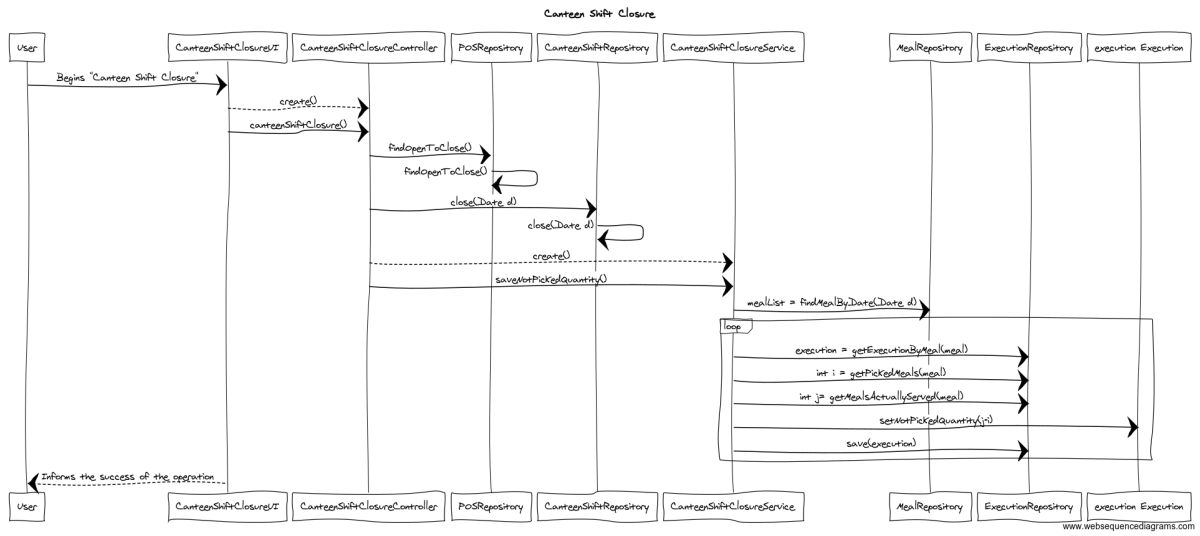 Canteen Shift Closure
User
CanteenShiftClosureUI
CanteenShiftClosureController
POSRepository
CanteenShiftRepository
CanteenShiftClosureService
MealRepository
ExecutionRepository
execution Execution
Begins "Canteen Shift Closure"
create()
canteenShiftClosure()
findOpenToClose()
findOpenToClose()
close(Date d)
close(Date d)
create()
saveNotPickedQuantity()
mealList = findMealByDate(Date d)
loop
execution = getExecutionByMeal(meal)
int i = getPickedMeals(meal)
int j= getMealsActuallyServed(meal)
setNotPickedQuantity(j-i)
save(execution)
Informs the success of the operation
User
CanteenShiftClosureUI
CanteenShiftClosureController
POSRepository
CanteenShiftRepository
CanteenShiftClosureService
MealRepository
ExecutionRepository
execution Execution
www.websequencediagrams.com